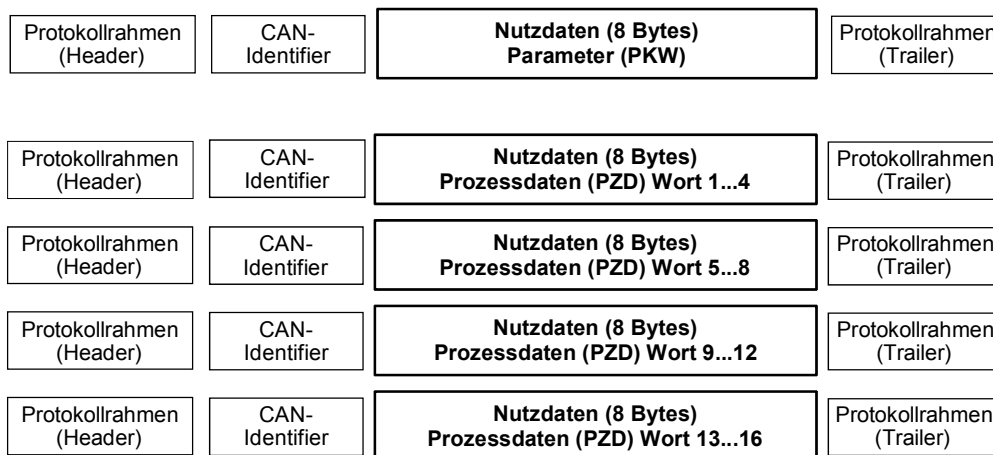 Protokollrahmen
(Header)
CAN-
Identifier
Nutzdaten (8 Bytes)
Parameter (PKW)
Protokollrahmen
(Trailer)
Protokollrahmen
(Header)
CAN-
Identifier
Nutzdaten (8 Bytes)
Prozessdaten (PZD) Wort 1...4
Protokollrahmen
(Trailer)
Protokollrahmen
(Header)
CAN-
Identifier
Nutzdaten (8 Bytes)
Prozessdaten (PZD) Wort 5...8
Protokollrahmen
(Trailer)
Protokollrahmen
(Header)
CAN-
Identifier
Nutzdaten (8 Bytes)
Prozessdaten (PZD) Wort 9...12
Protokollrahmen
(Trailer)
Protokollrahmen
(Header)
CAN-
Identifier
Nutzdaten (8 Bytes)
Prozessdaten (PZD) Wort 13...16
Protokollrahmen
(Trailer)